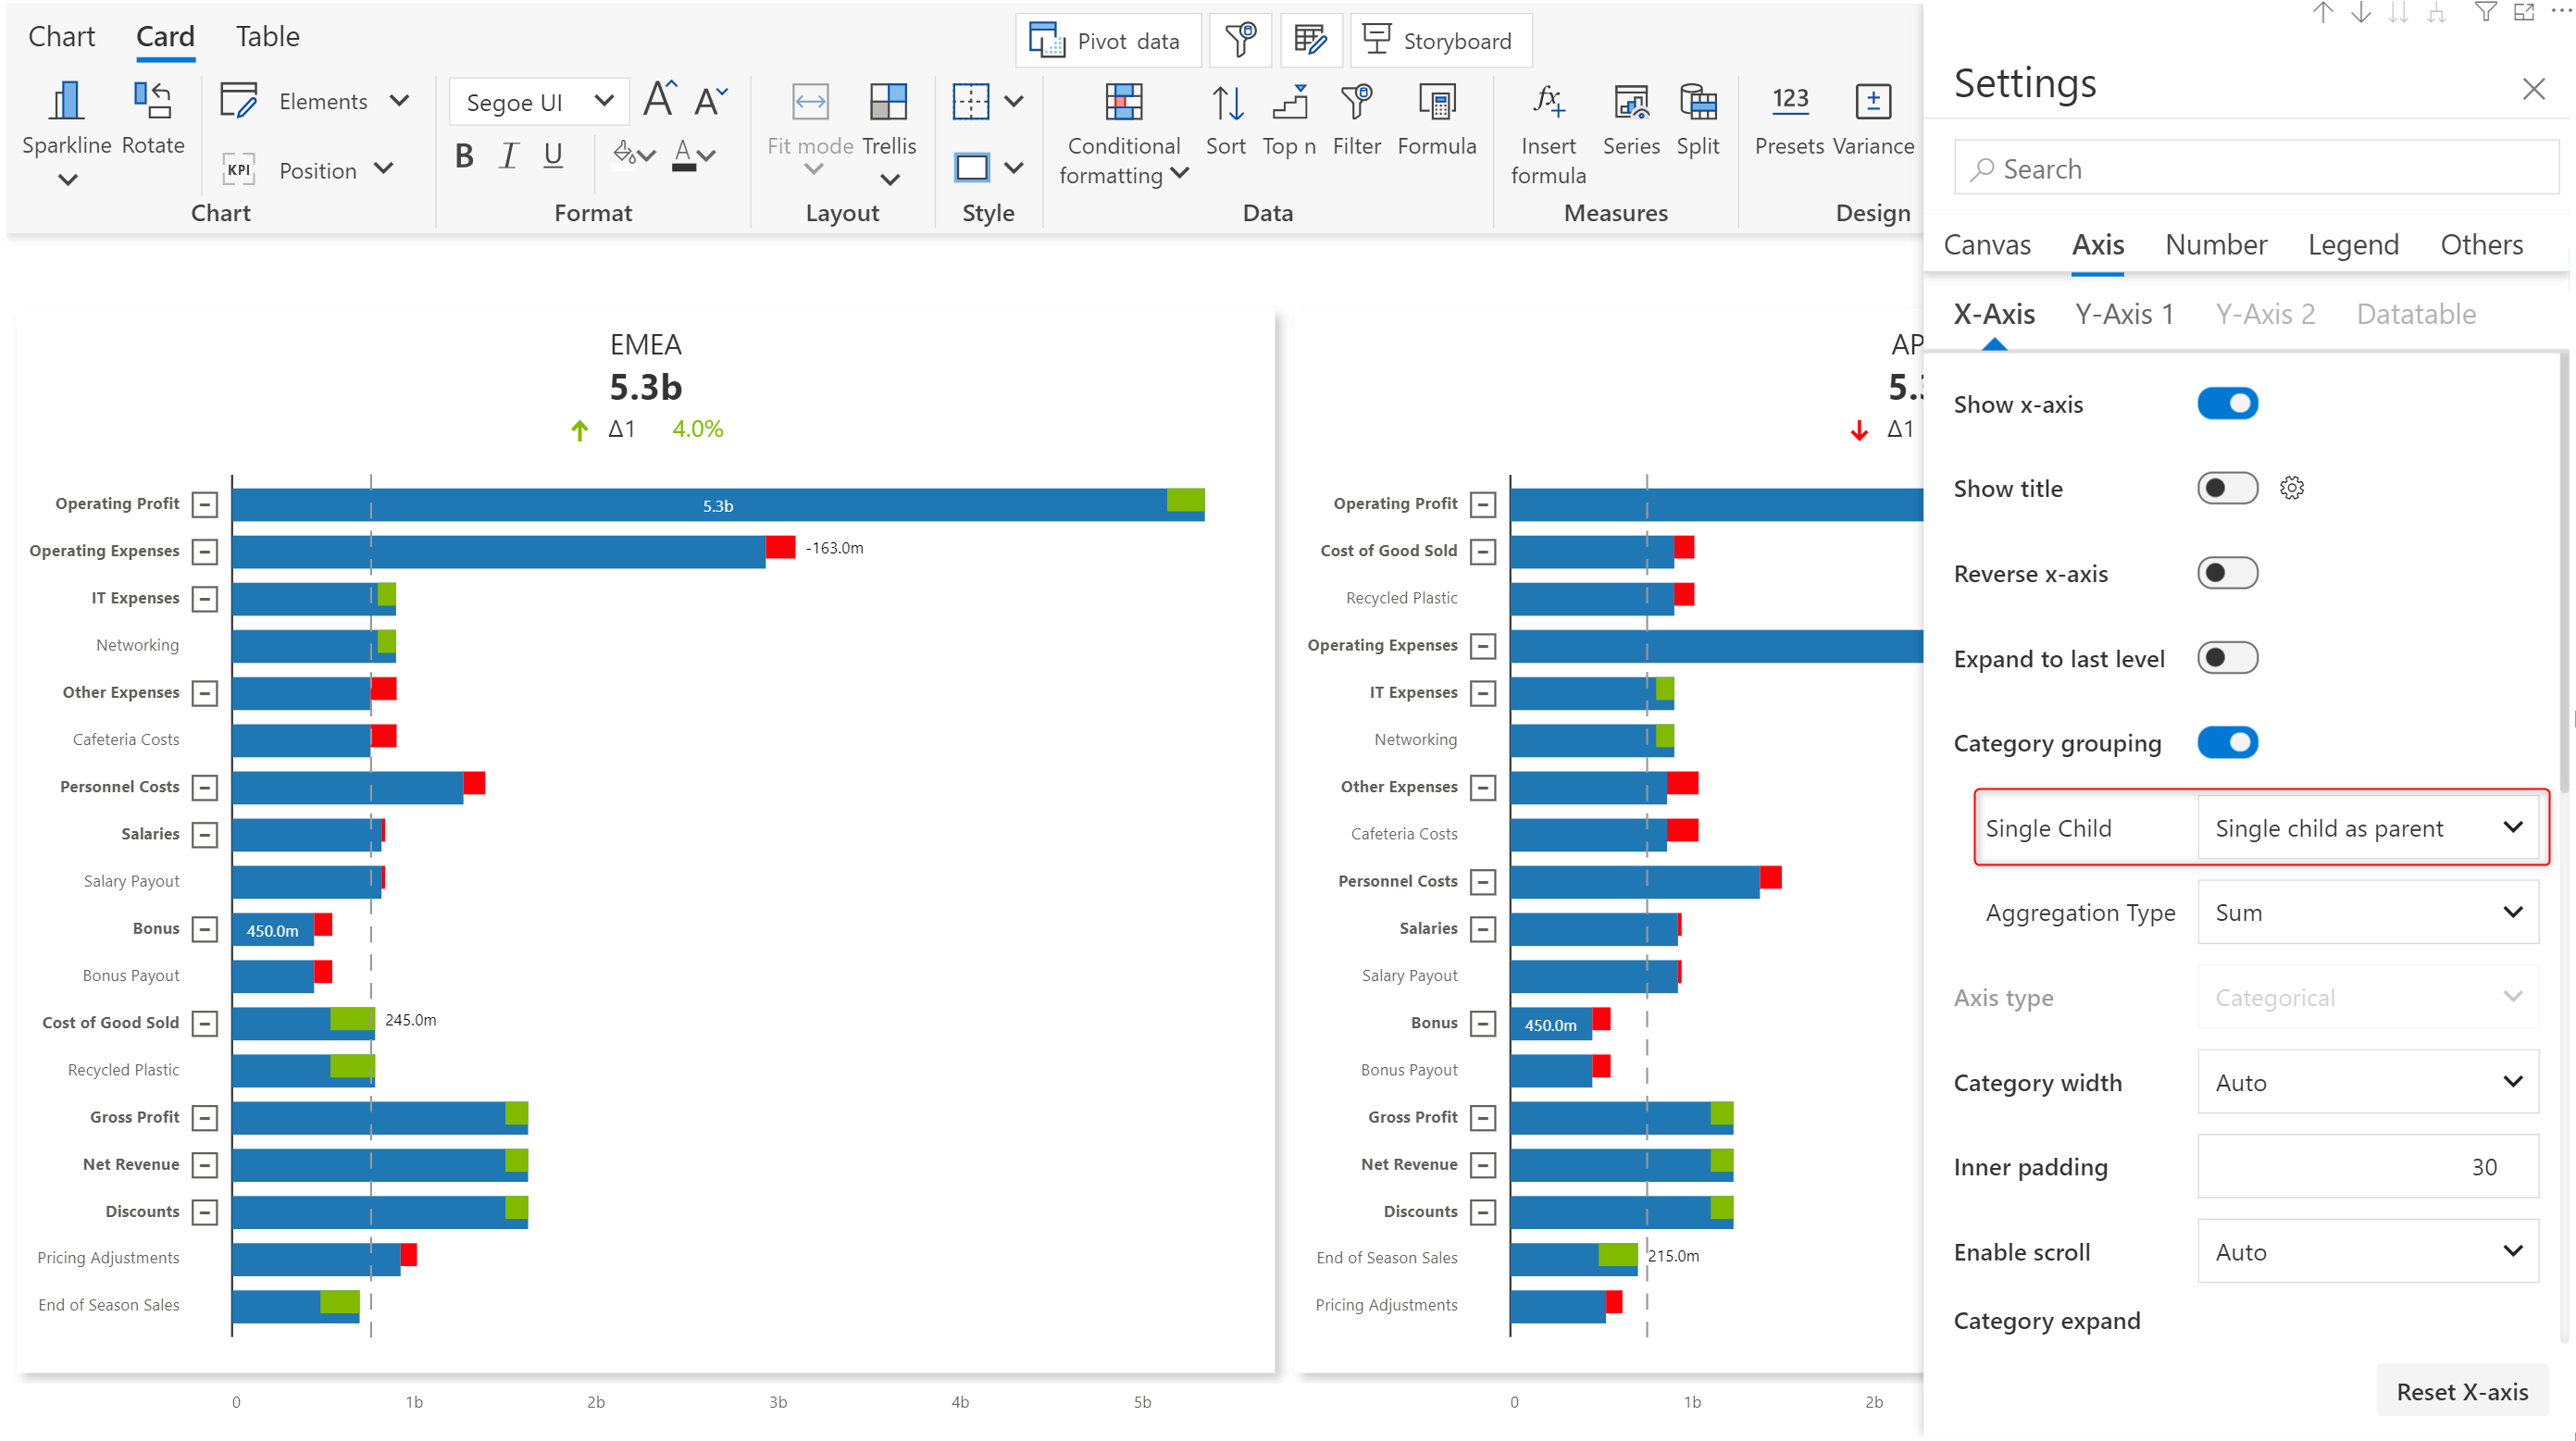 Chart Card Table
Pivot data Storyboard
Sparkline Rotate
Elements
KPI Position
Chart
Segoe UI A A
B I U A
Format
Fit mode Trellis
Layout
Style
Conditional formatting Sort Top n Filter Formula
Data
fx Insert formula Series Split
Measures
123 Presets Variance
Design
Settings
Search
Canvas Axis Number Legend Others
X-Axis Y-Axis 1 Y-Axis 2 Datatable
Show x-axis
Show title
Reverse x-axis
Expand to last level
Category grouping
Single Child Single child as parent
Aggregation Type Sum
Axis type Categorical
Category width Auto
Inner padding 30
Enable scroll Auto
Category expand
Reset X-axis
EMEA
5.3b
Δ1 4.0%
Operating Profit 5.3b
Operating Expenses -163.0m
IT Expenses
Networking
Other Expenses
Cafeteria Costs
Personnel Costs
Salaries
Salary Payout
Bonus 450.0m
Bonus Payout
Cost of Good Sold 245.0m
Recycled Plastic
Gross Profit
Net Revenue
Discounts
Pricing Adjustments
End of Season Sales
0 1b 2b 3b 4b 5b
AP
5.
Δ1
Operating Profit
Cost of Good Sold
Recycled Plastic
Operating Expenses
IT Expenses
Networking
Other Expenses
Cafeteria Costs
Personnel Costs
Salaries
Salary Payout
Bonus 450.0m
Bonus Payout
Gross Profit
Net Revenue
Discounts
End of Season Sales 215.0m
Pricing Adjustments
0 1b 2b